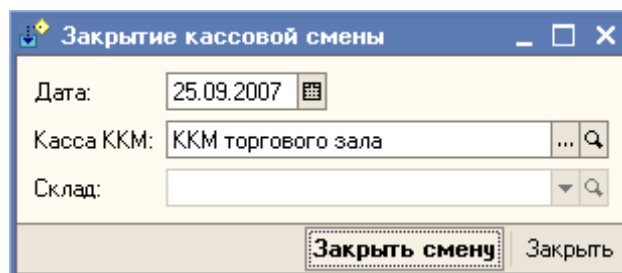 Закрытие кассовой смены
Дата: 25.09.2007
Касса ККМ: ККМ торгового зала ...
Склад:
Закрыть смену Закрыть